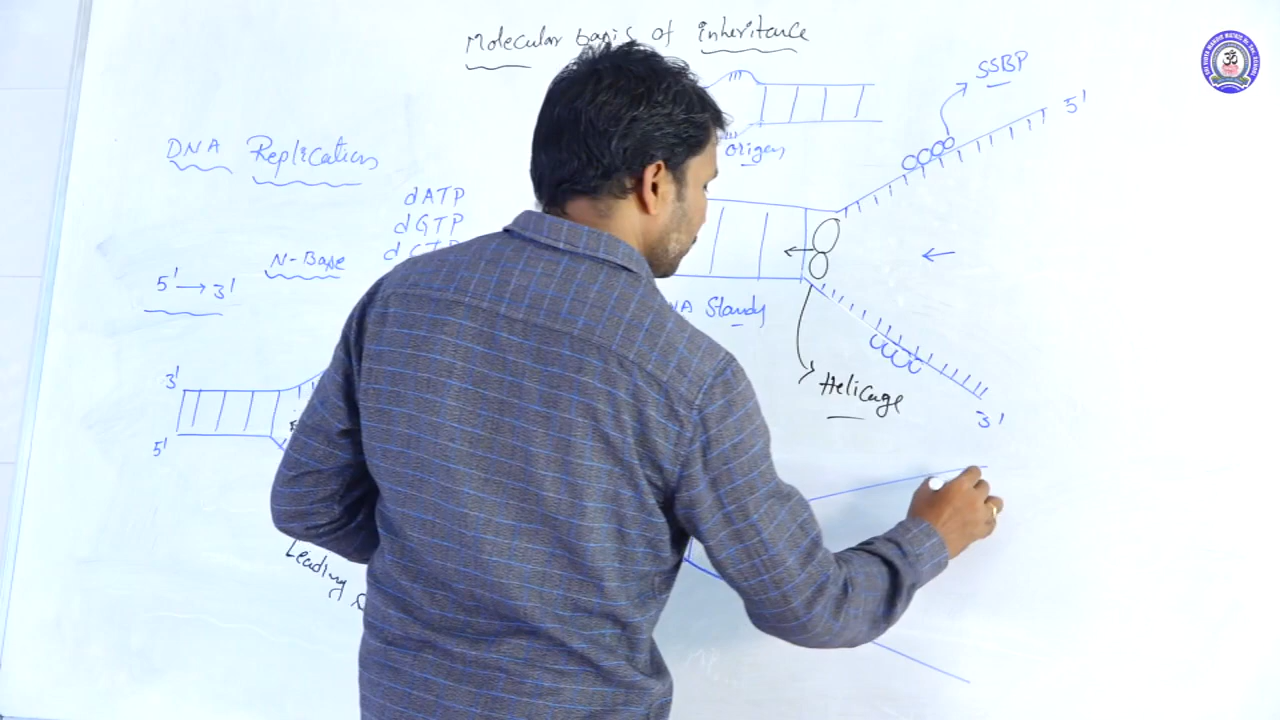 Molecular basis of inheritance
SSBP
5'
origen
DNA Replication
dATP
dGTP
N-Base
5' → 3'
Standy
Helicage
3'
3'
5'
Leading